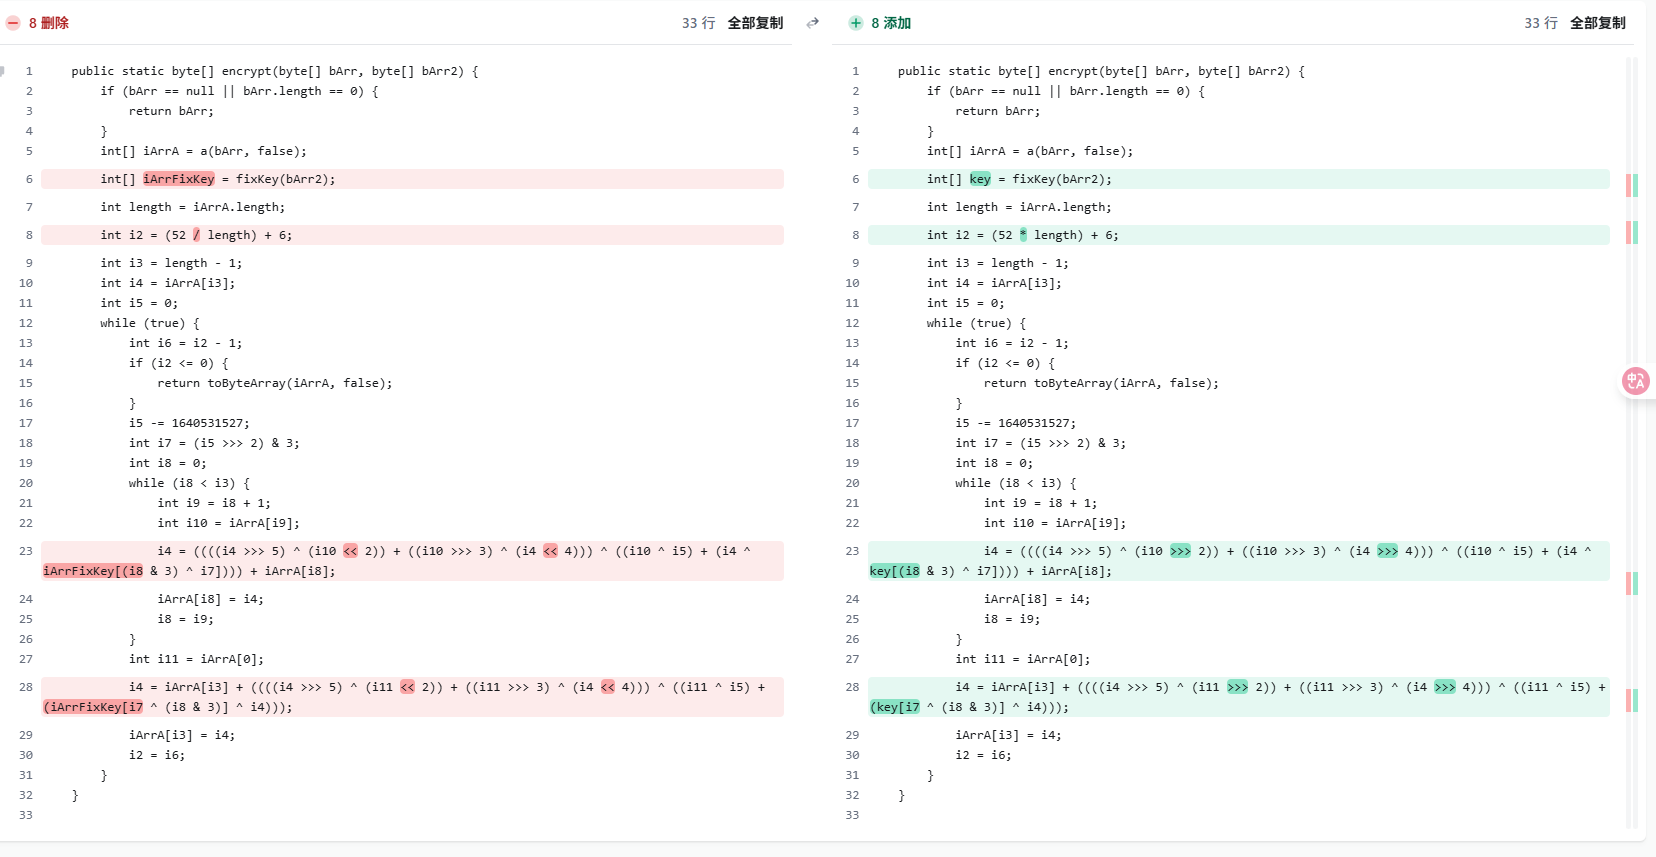 8 删除 33 行 全部复制
1 public static byte[] encrypt(byte[] bArr, byte[] bArr2) {
2 if (bArr == null || bArr.length == 0) {
3 return bArr;
4 }
5 int[] iArrA = a(bArr, false);
6 int[] iArrFixKey = fixKey(bArr2);
7 int length = iArrA.length;
8 int i2 = (52 / length) + 6;
9 int i3 = length - 1;
10 int i4 = iArrA[i3];
11 int i5 = 0;
12 while (true) {
13 int i6 = i2 - 1;
14 if (i2 <= 0) {
15 return toByteArray(iArrA, false);
16 }
17 i5 -= 1640531527;
18 int i7 = (i5 >>> 2) & 3;
19 int i8 = 0;
20 while (i8 < i3) {
21 int i9 = i8 + 1;
22 int i10 = iArrA[i9];
23 i4 = ((((i4 >>> 5) ^ (i10 << 2)) + ((i10 >>> 3) ^ (i4 << 4))) ^ ((i10 ^ i5) + (i4 ^
iArrFixKey[(i8 & 3) ^ i7]))) + iArrA[i8];
24 iArrA[i8] = i4;
25 i8 = i9;
26 }
27 int i11 = iArrA[0];
28 i4 = iArrA[i3] + ((((i4 >>> 5) ^ (i11 << 2)) + ((i11 >>> 3) ^ (i4 << 4))) ^ ((i11 ^ i5) +
(iArrFixKey[i7 ^ (i8 & 3)] ^ i4)));
29 iArrA[i3] = i4;
30 i2 = i6;
31 }
32 }
33
8 添加 33 行 全部复制
1 public static byte[] encrypt(byte[] bArr, byte[] bArr2) {
2 if (bArr == null || bArr.length == 0) {
3 return bArr;
4 }
5 int[] iArrA = a(bArr, false);
6 int[] key = fixKey(bArr2);
7 int length = iArrA.length;
8 int i2 = (52 * length) + 6;
9 int i3 = length - 1;
10 int i4 = iArrA[i3];
11 int i5 = 0;
12 while (true) {
13 int i6 = i2 - 1;
14 if (i2 <= 0) {
15 return toByteArray(iArrA, false);
16 }
17 i5 -= 1640531527;
18 int i7 = (i5 >>> 2) & 3;
19 int i8 = 0;
20 while (i8 < i3) {
21 int i9 = i8 + 1;
22 int i10 = iArrA[i9];
23 i4 = ((((i4 >>> 5) ^ (i10 >>> 2)) + ((i10 >>> 3) ^ (i4 >>> 4))) ^ ((i10 ^ i5) + (i4 ^
key[(i8 & 3) ^ i7]))) + iArrA[i8];
24 iArrA[i8] = i4;
25 i8 = i9;
26 }
27 int i11 = iArrA[0];
28 i4 = iArrA[i3] + ((((i4 >>> 5) ^ (i11 >>> 2)) + ((i11 >>> 3) ^ (i4 >>> 4))) ^ ((i11 ^ i5) +
(key[i7 ^ (i8 & 3)] ^ i4)));
29 iArrA[i3] = i4;
30 i2 = i6;
31 }
32 }
33
中A